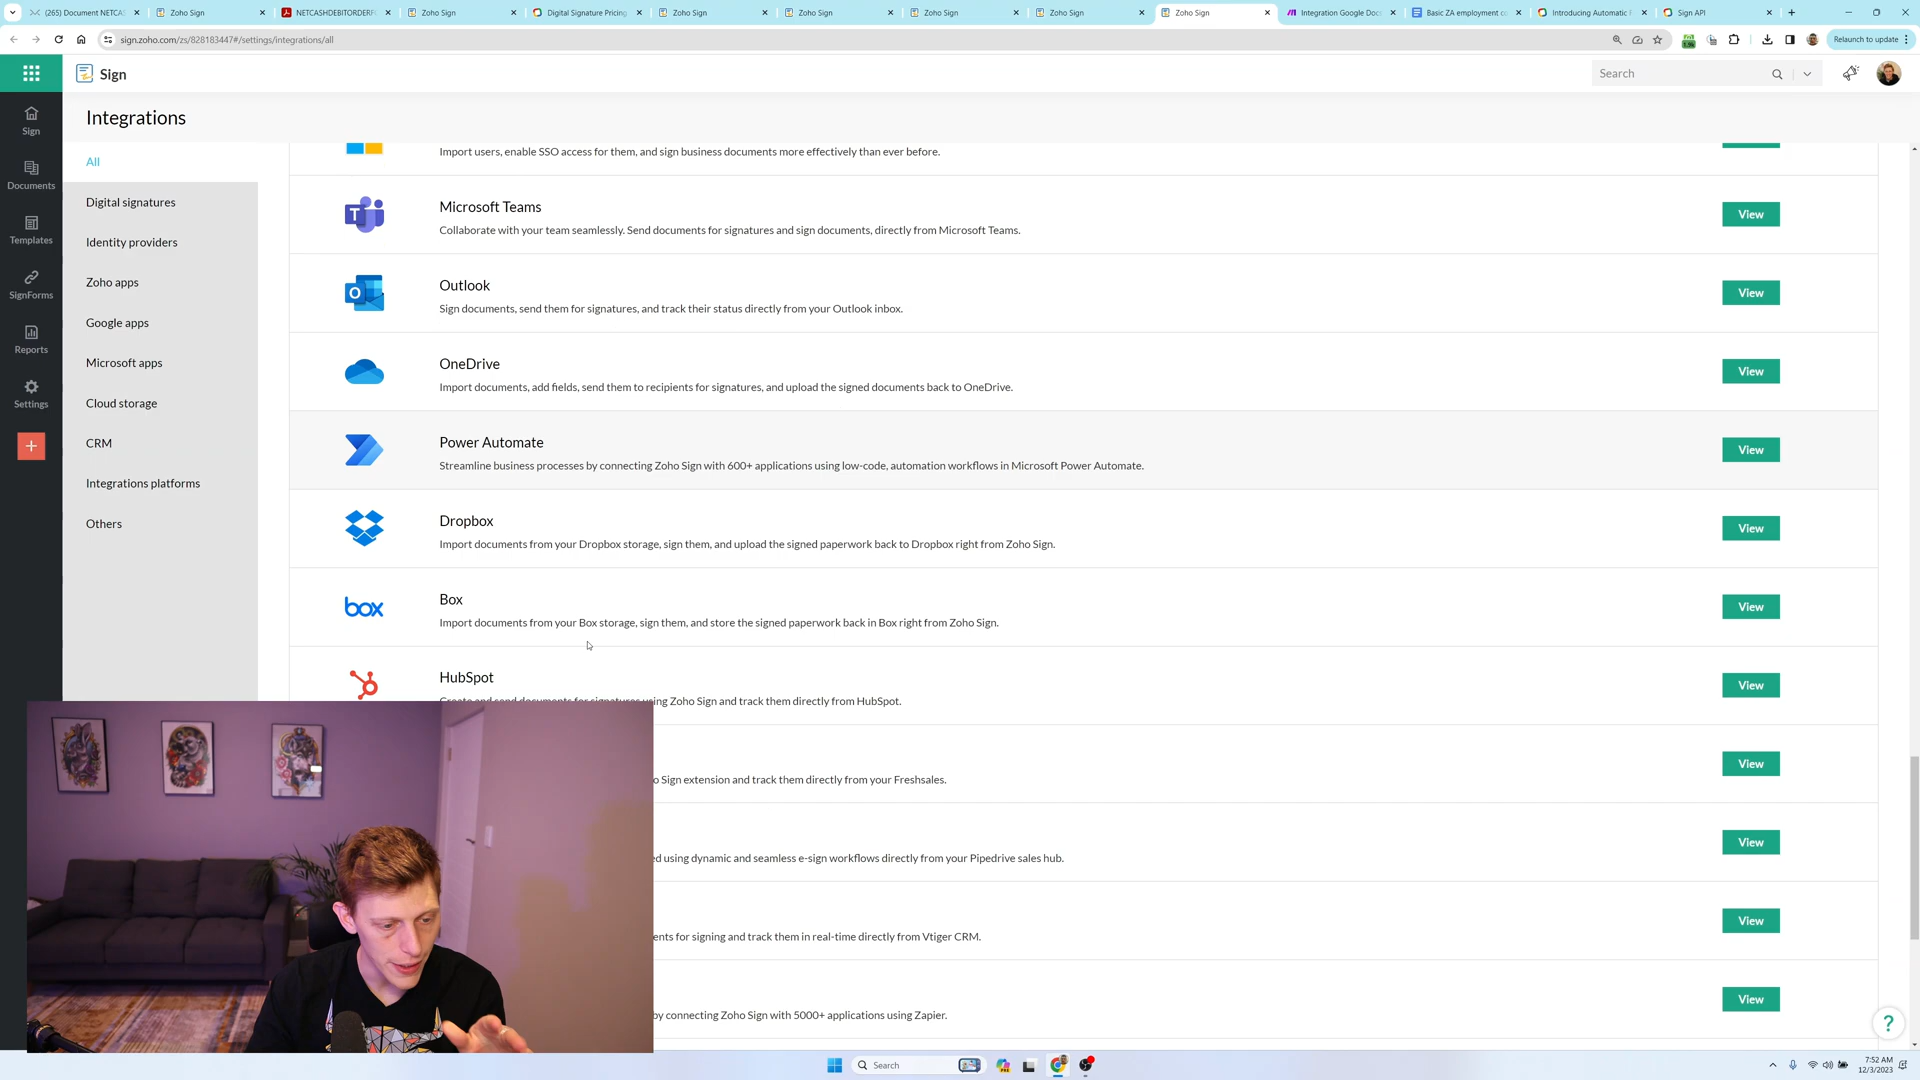 (265) Document NETCA
Zoho Sign
NETCASHDEBITORDERF
Zoho Sign
Digital Signature Pricing
Zoho Sign
Zoho Sign
Zoho Sign
Zoho Sign
Zoho Sign
Integration Google Doc
Basic ZA employment co
Introducing Automatic
Sign API
sign.zoho.com/zs/828183447#/settings/integrations/all
Relaunch to update
Sign
Search
Integrations
Sign
Documents
Templates
SignForms
Reports
Settings
All
Digital signatures
Identity providers
Zoho apps
Google apps
Microsoft apps
Cloud storage
CRM
Integrations platforms
Others
Import users, enable SSO access for them, and sign business documents more effectively than ever before.
Microsoft Teams
Collaborate with your team seamlessly. Send documents for signatures and sign documents, directly from Microsoft Teams.
View
Outlook
Sign documents, send them for signatures, and track their status directly from your Outlook inbox.
View
OneDrive
Import documents, add fields, send them to recipients for signatures, and upload the signed documents back to OneDrive.
View
Power Automate
Streamline business processes by connecting Zoho Sign with 600+ applications using low-code, automation workflows in Microsoft Power Automate.
View
Dropbox
Import documents from your Dropbox storage, sign them, and upload the signed paperwork back to Dropbox right from Zoho Sign.
View
box
Box
Import documents from your Box storage, sign them, and store the signed paperwork back in Box right from Zoho Sign.
View
HubSpot
Create and send documents for signatures using Zoho Sign and track them directly from HubSpot.
View
Sign extension and track them directly from your Freshsales.
View
using dynamic and seamless e-sign workflows directly from your Pipedrive sales hub.
View
for signing and track them in real-time directly from Vtiger CRM.
View
by connecting Zoho Sign with 5000+ applications using Zapier.
View
?
Search
7:52 AM
12/3/2023